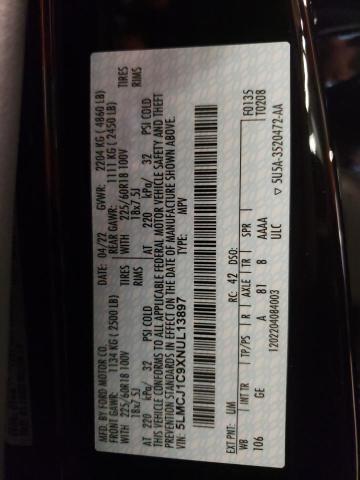 MFD. BY FORD MOTOR CO.
DATE: 04/22 GVWR: 2204 KG ( 4860 LB)
FRONT GAWR: 1134 KG ( 2500 LB) REAR GAWR: 1111 KG ( 2450 LB)
WITH 225/60R18 100V TIRES WITH 225/60R18 100V TIRES
18x7.5J RIMS 18x7.5J RIMS
AT 220 kPa/ 32 PSI COLD AT 220 kPa/ 32 PSI COLD
THIS VEHICLE CONFORMS TO ALL APPLICABLE FEDERAL MOTOR VEHICLE SAFETY AND THEFT
PREVENTION STANDARDS IN EFFECT ON THE DATE OF MANUFACTURE SHOWN ABOVE.
VIN: 5LMCJ1C9XNUL13897 TYPE: MPV
F0135
T0208
EXT PNT: UM RC: 42 DSO:
WB INT TR TP/PS R AXLE TR SPR
106 GE A 81 B AAAA
ULC
1202204084003
▽ 5U5A-3520472-AA